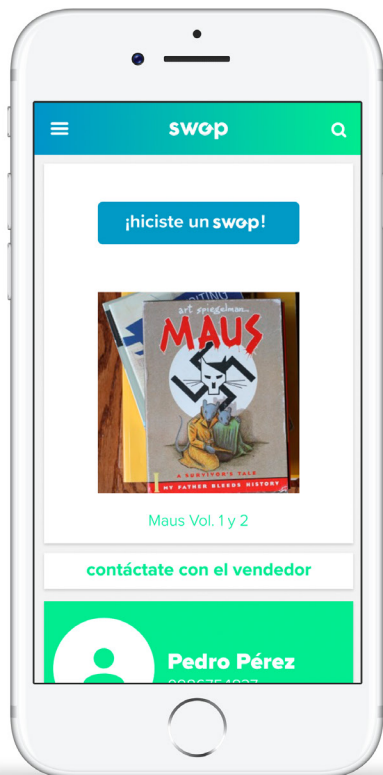 swop
¡hiciste un swop!
art spiegelman...
MAUS
A SURVIVOR'S TALE
MY FATHER BLEEDS HISTORY
Maus Vol. 1 y 2
contáctate con el vendedor
Pedro Pérez